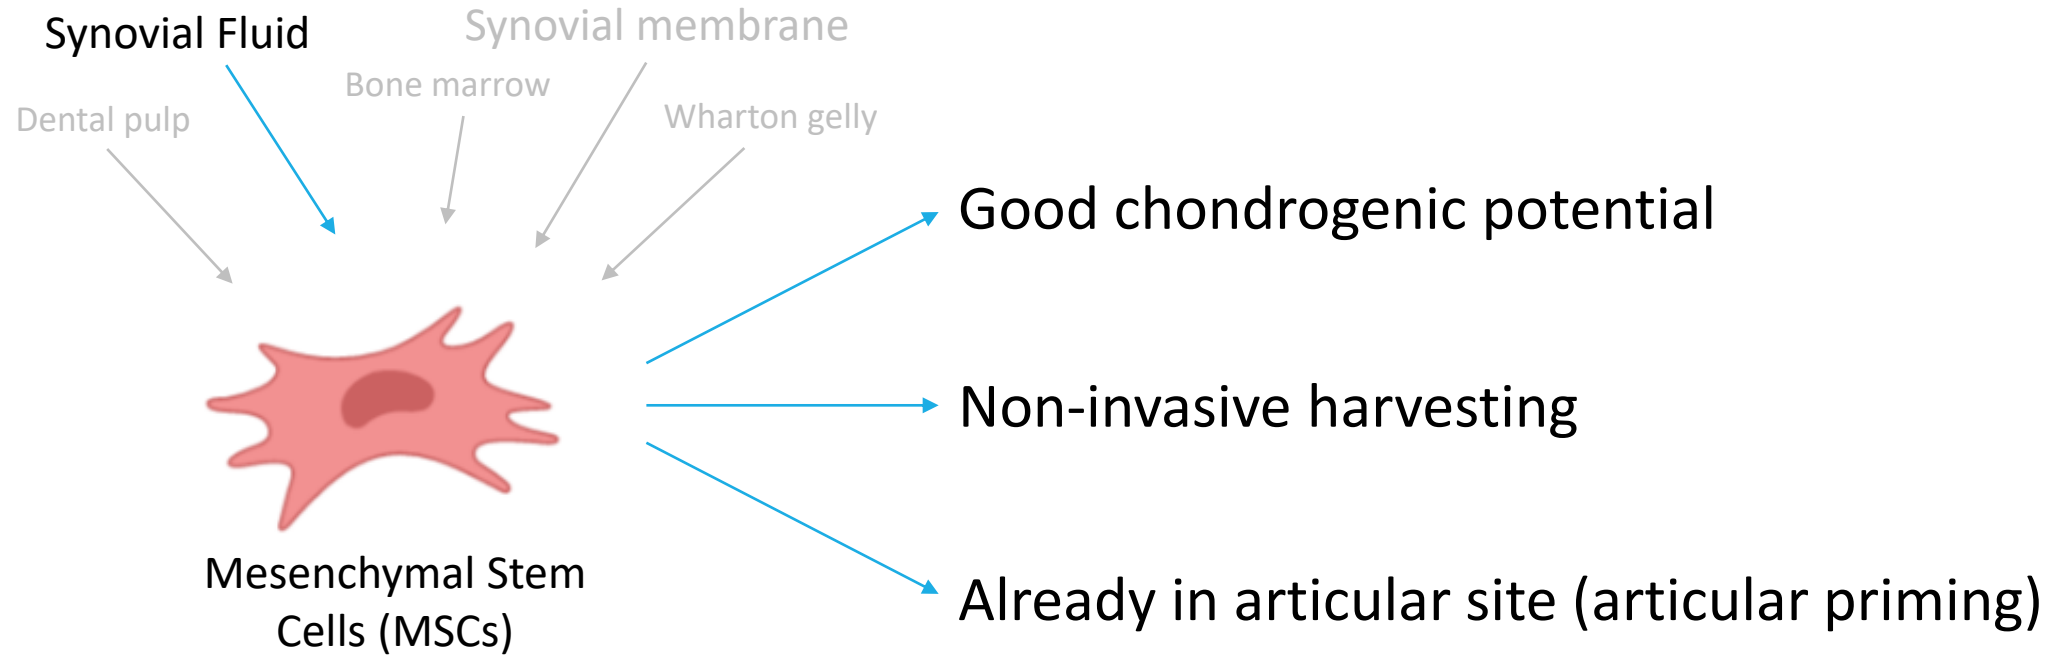 Synovial Fluid
Synovial membrane
Bone marrow
Dental pulp
Wharton gelly
Good chondrogenic potential
Non-invasive harvesting
Already in articular site (articular priming)
Mesenchymal Stem
Cells (MSCs)